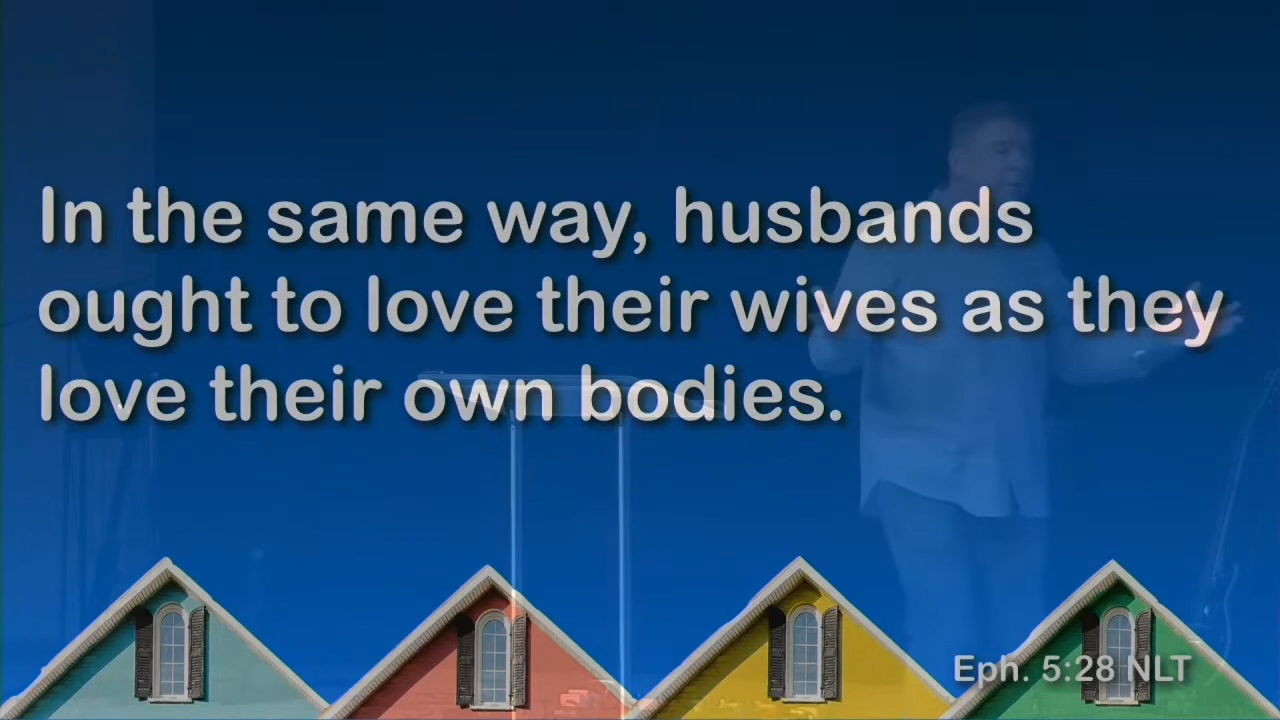 In the same way, husbands
ought to love their wives as they
love their own bodies.
Eph. 5:28 NLT